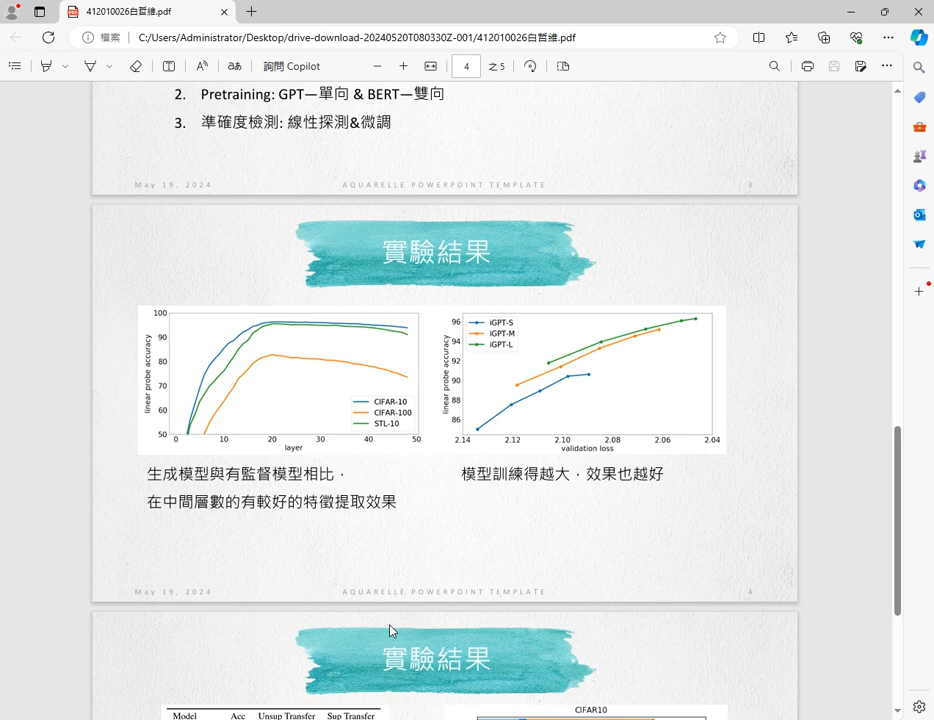 412010026白哲維.pdf
檔案 C:/Users/Administrator/Desktop/drive-download-20240520T080330Z-001/412010026白哲維.pdf
詢問 Copilot
4 之 5
2. Pretraining: GPT—單向 & BERT—雙向
3. 準確度檢測: 線性探測&微調
May 19, 2024 AQUARELLE POWERPOINT TEMPLATE 3
實驗結果
100
90
80
70
60
50
0 10 20 30 40 50
linear probe accuracy
layer
CIFAR-10
CIFAR-100
STL-10
96
94
92
90
88
86
2.14 2.12 2.10 2.08 2.06 2.04
linear probe accuracy
validation loss
iGPT-S
iGPT-M
iGPT-L
生成模型與有監督模型相比，
在中間層數的有較好的特徵提取效果
模型訓練得越大，效果也越好
May 19, 2024 AQUARELLE POWERPOINT TEMPLATE 4
實驗結果
Model Acc Unsup Transfer Sup Transfer
CIFAR10